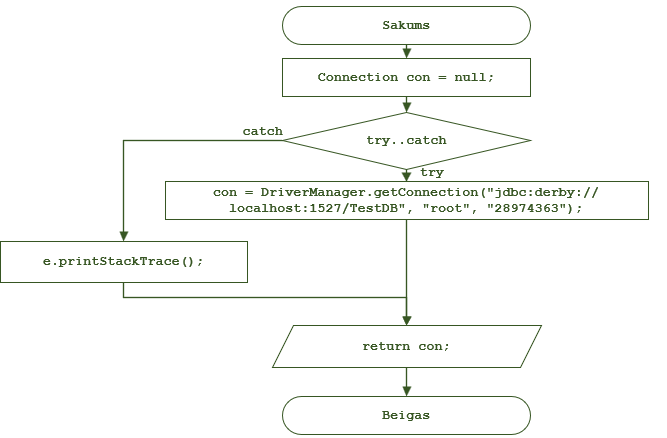 Sakums
Connection con = null;
try..catch
catch
try
con = DriverManager.getConnection("jdbc:derby://
localhost:1527/TestDB", "root", "28974363");
e.printStackTrace();
return con;
Beigas